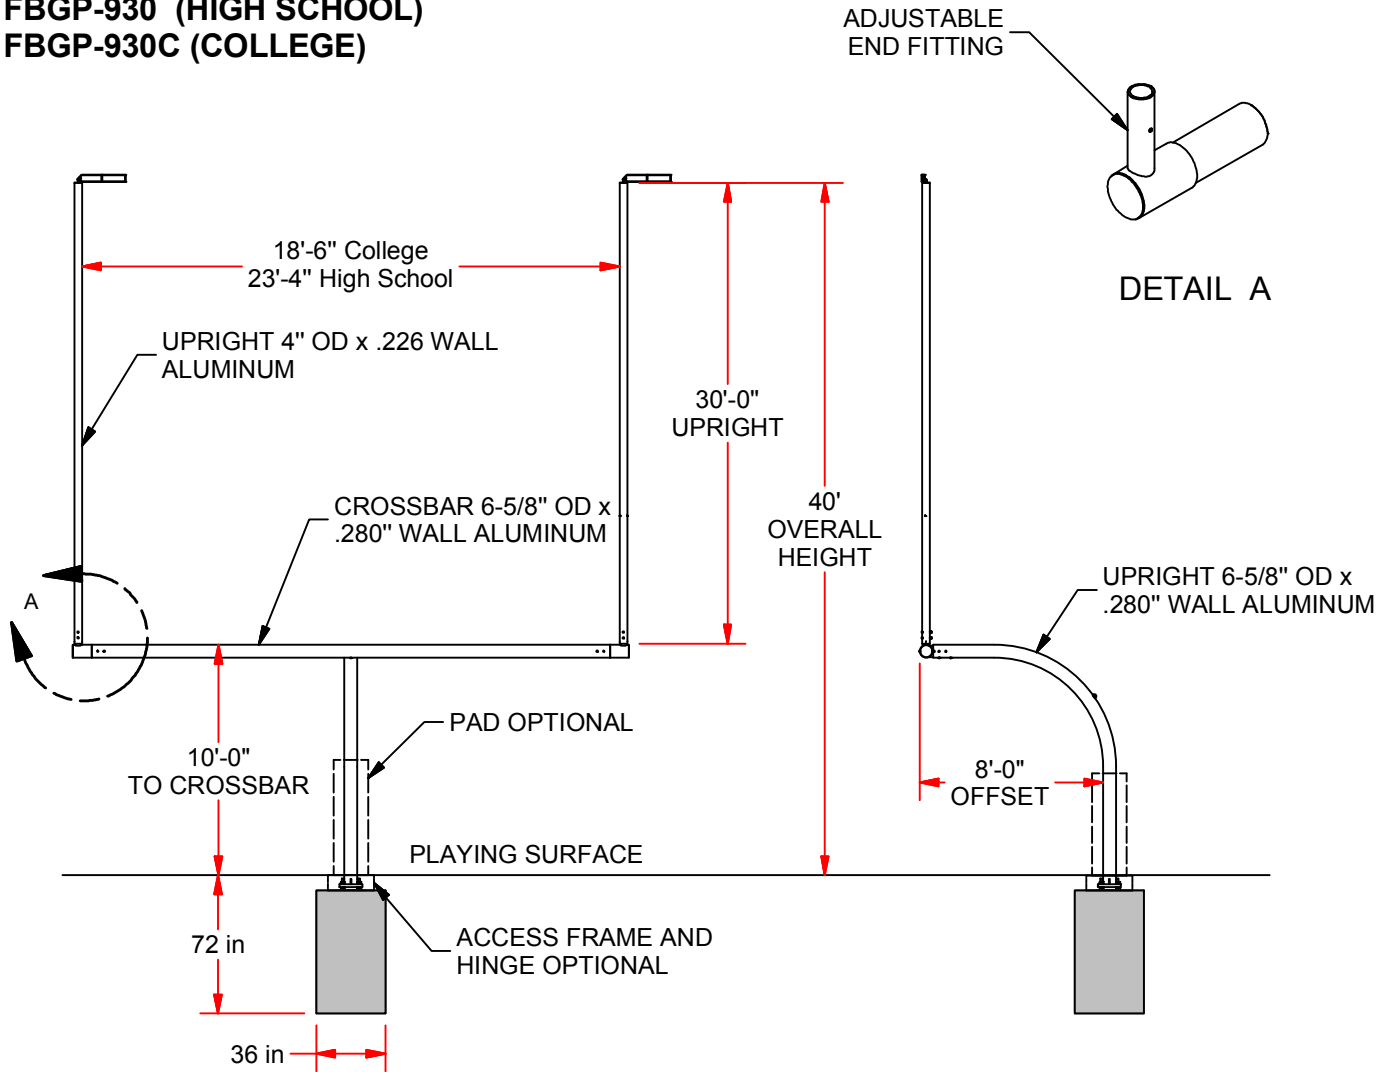 FBGP-930 (HIGH SCHOOL)
FBGP-930C (COLLEGE)
ADJUSTABLE
END FITTING
DETAIL A
18'-6" College
23'-4" High School
UPRIGHT 4" OD x .226 WALL
ALUMINUM
30'-0"
UPRIGHT
CROSSBAR 6-5/8" OD x
.280" WALL ALUMINUM
40'
OVERALL
HEIGHT
UPRIGHT 6-5/8" OD x
.280" WALL ALUMINUM
A
PAD OPTIONAL
10'-0"
TO CROSSBAR
8'-0"
OFFSET
PLAYING SURFACE
72 in
ACCESS FRAME AND
HINGE OPTIONAL
36 in